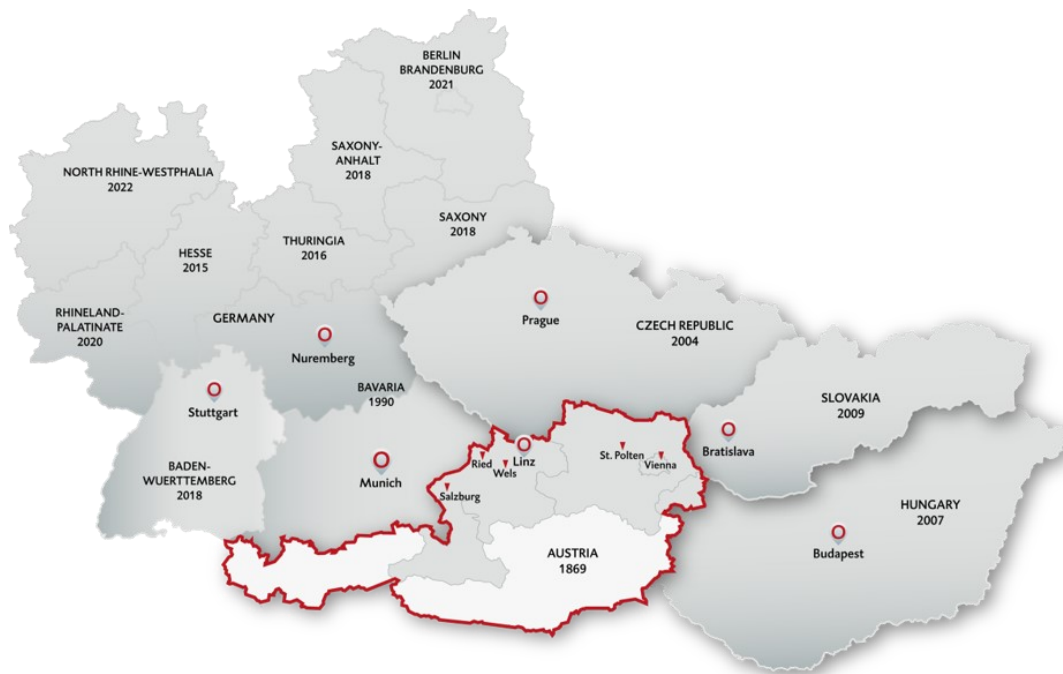 BERLIN
BRANDENBURG
2021
SAXONY-
ANHALT
2018
NORTH RHINE-WESTPHALIA
2022
SAXONY
2018
THURINGIA
2016
HESSE
2015
RHINELAND-
PALATINATE
2020
GERMANY
Nuremberg
Prague
CZECH REPUBLIC
2004
BAVARIA
1990
Stuttgart
SLOVAKIA
2009
BADEN-
WUERTTEMBERG
2018
Munich
Ried
Wels
Linz
Salzburg
St. Polten
Vienna
Bratislava
HUNGARY
2007
Budapest
AUSTRIA
1869